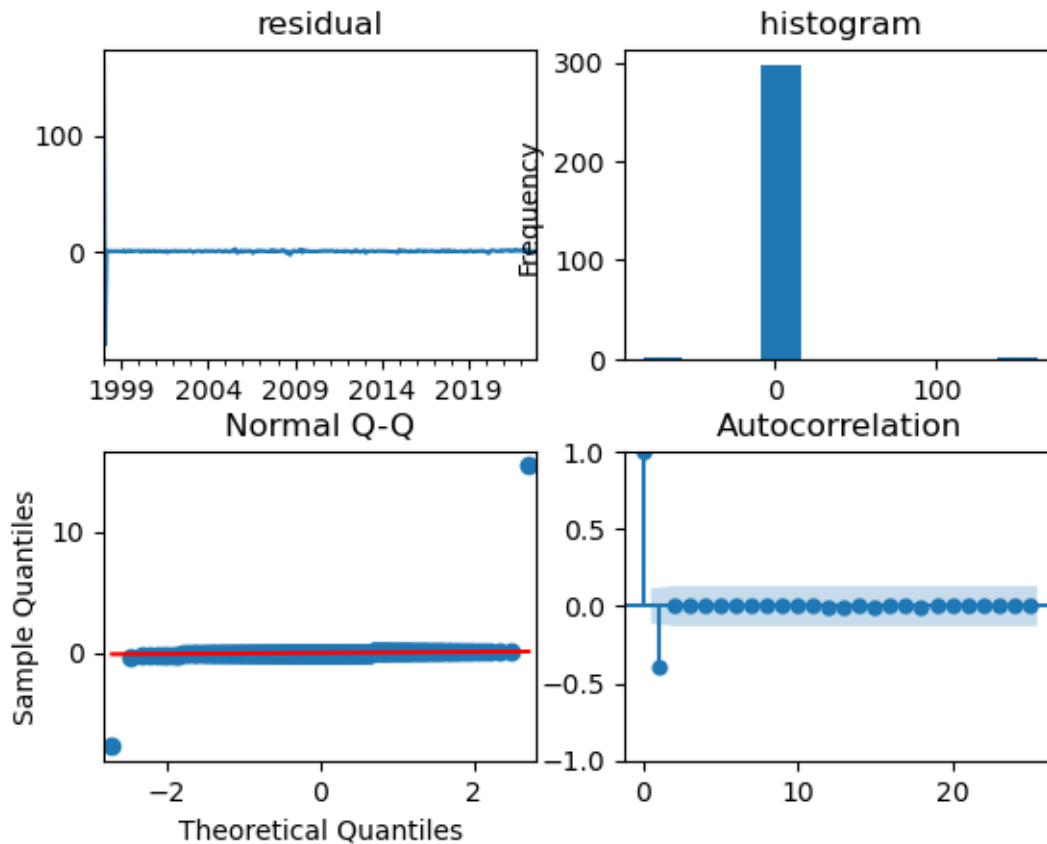 residual
100
0
1999 2004 2009 2014 2019
histogram
Frequency
300
200
100
0
0 100
Normal Q-Q
Sample Quantiles
10
0
−2 0 2
Theoretical Quantiles
Autocorrelation
1.0
0.5
0.0
−0.5
−1.0
0 10 20